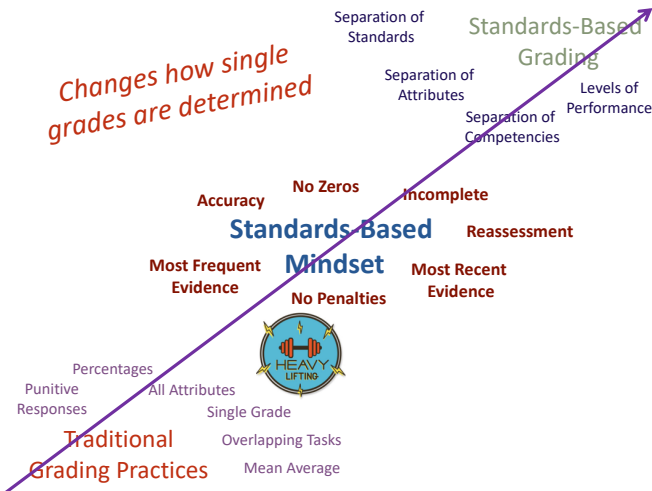 Separation of
Standards
Standards-Based
Grading
Changes how single
grades are determined
Separation of
Attributes
Levels of
Performance
Separation of
Competencies
No Zeros
Accuracy
Incomplete
Standards-Based
Mindset
Reassessment
Most Frequent
Evidence
Most Recent
Evidence
No Penalties
HEAVY
LIFTING
Percentages
Punitive
Responses
All Attributes
Single Grade
Traditional
Grading Practices
Overlapping Tasks
Mean Average